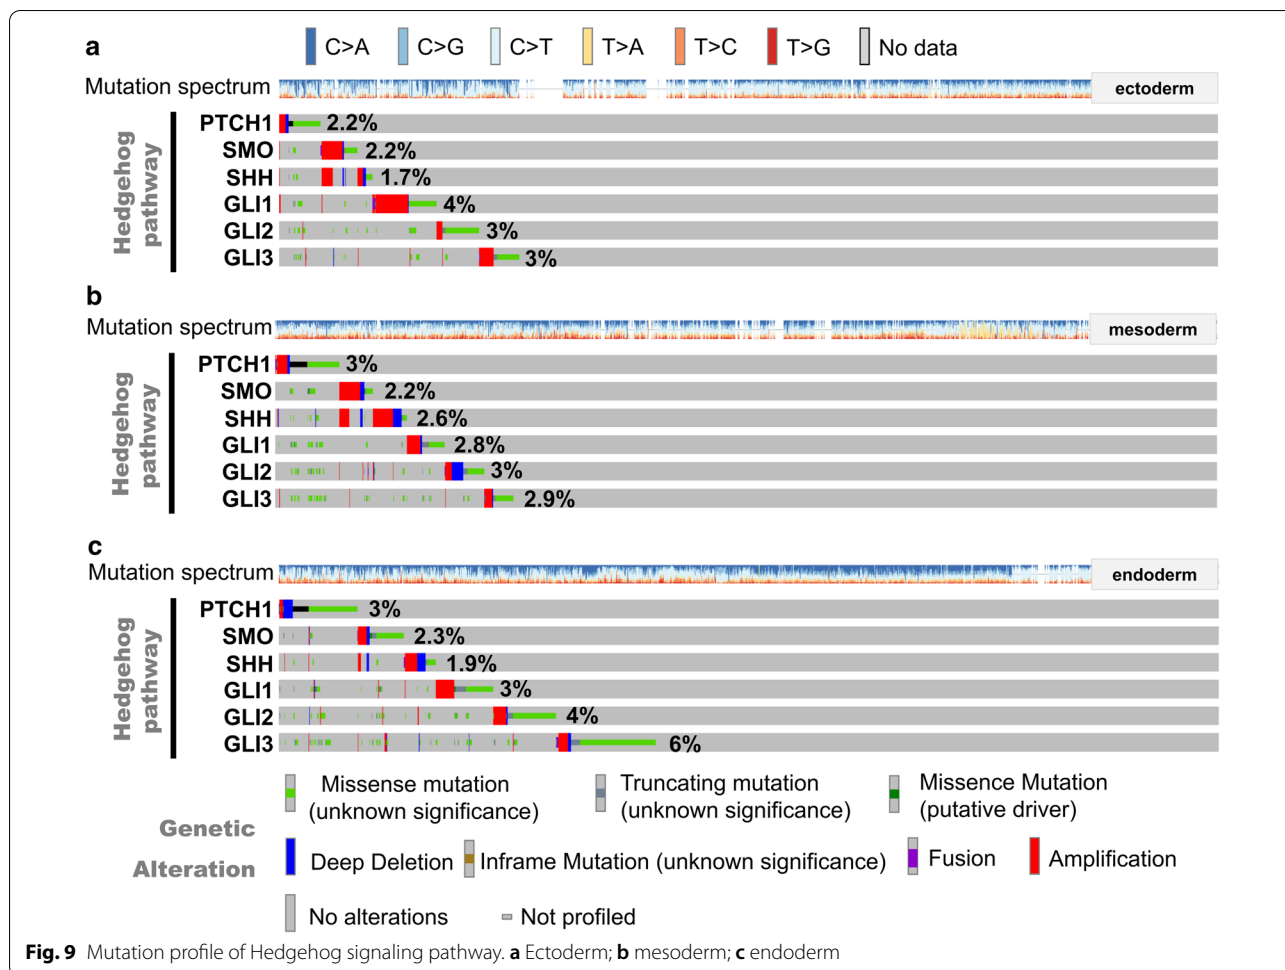 a
C>A C>G C>T T>A T>C T>G No data
Mutation spectrum ectoderm
Hedgehog pathway
PTCH1 2.2%
SMO 2.2%
SHH 1.7%
GLI1 4%
GLI2 3%
GLI3 3%
b
Mutation spectrum mesoderm
Hedgehog pathway
PTCH1 3%
SMO 2.2%
SHH 2.6%
GLI1 2.8%
GLI2 3%
GLI3 2.9%
c
Mutation spectrum endoderm
Hedgehog pathway
PTCH1 3%
SMO 2.3%
SHH 1.9%
GLI1 3%
GLI2 4%
GLI3 6%
Genetic
Alteration
Missense mutation
(unknown significance)
Truncating mutation
(unknown significance)
Missence Mutation
(putative driver)
Deep Deletion Inframe Mutation (unknown significance) Fusion Amplification
No alterations Not profiled
Fig. 9 Mutation profile of Hedgehog signaling pathway. a Ectoderm; b mesoderm; c endoderm